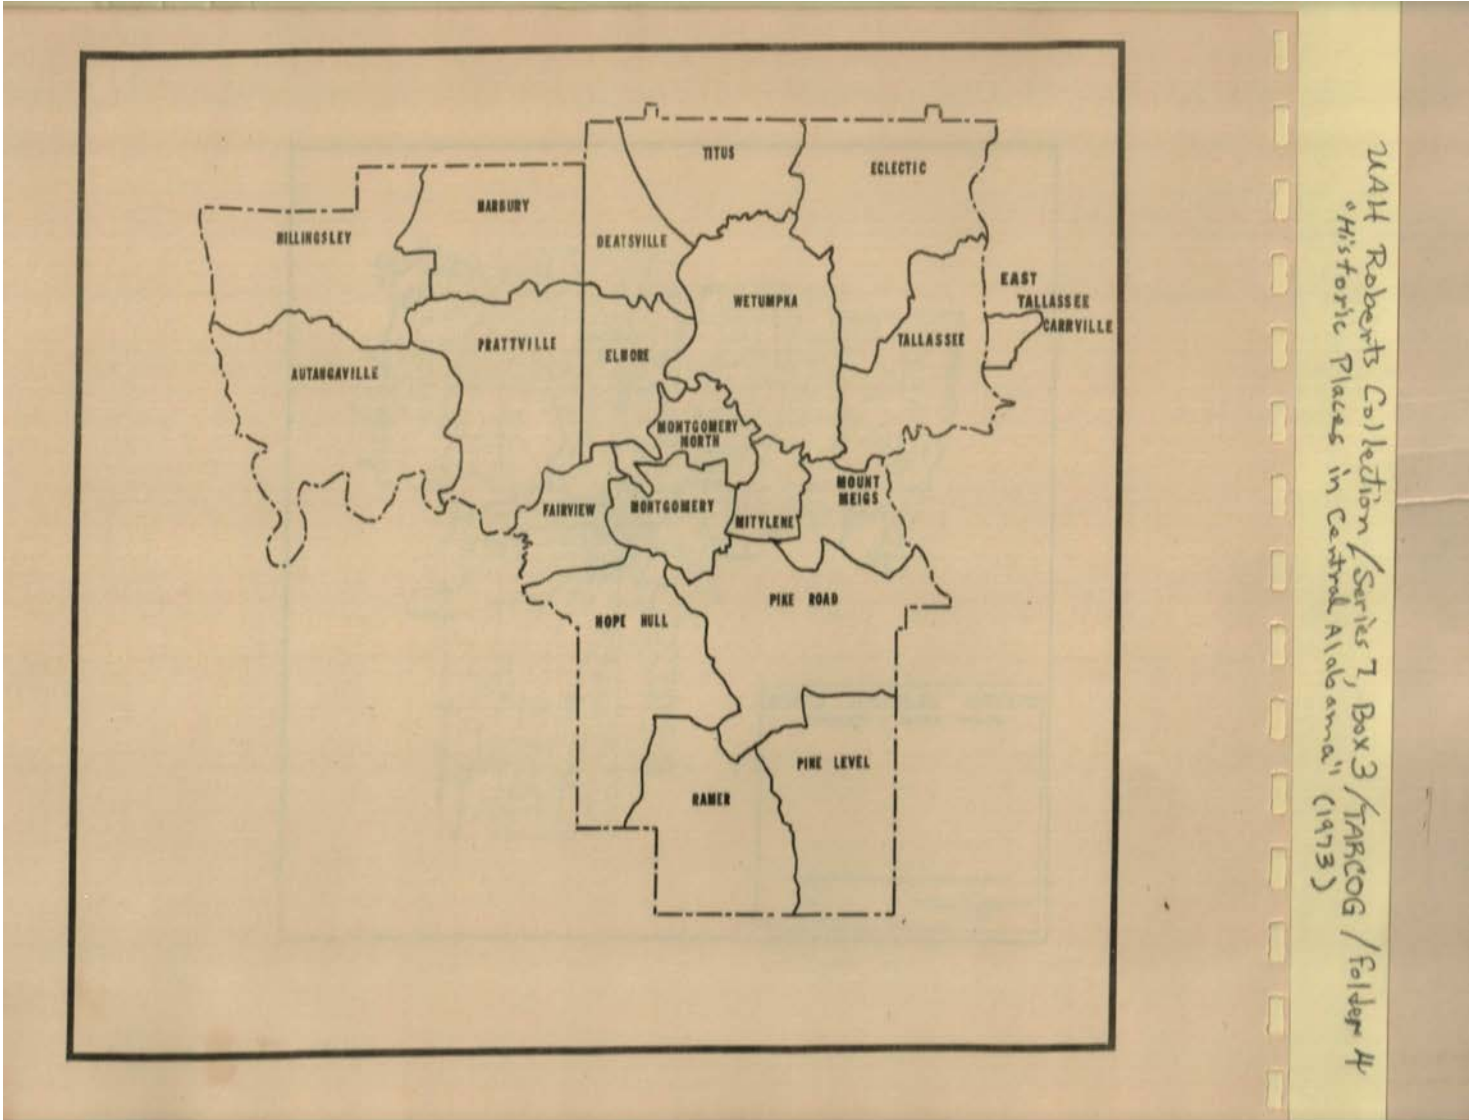 TITUS
ECLECTIC
MARBURY
BILLINGSLEY
DEATSVILLE
EAST
TALLASSEE
WETUMPKA
CARRVILLE
PRATTVILLE
TALLASSEE
ELMORE
AUTAUGAVILLE
MONTGOMERY
NORTH
MOUNT
MEIGS
FAIRVIEW
MONTGOMERY
MITYLENE
PIKE ROAD
HOPE HULL
PINE LEVEL
RAMER
UAH Roberts Collection/Series 7, Box 3/TARCOG/Folder 4
"Historic Places in Central Alabama" (1973)